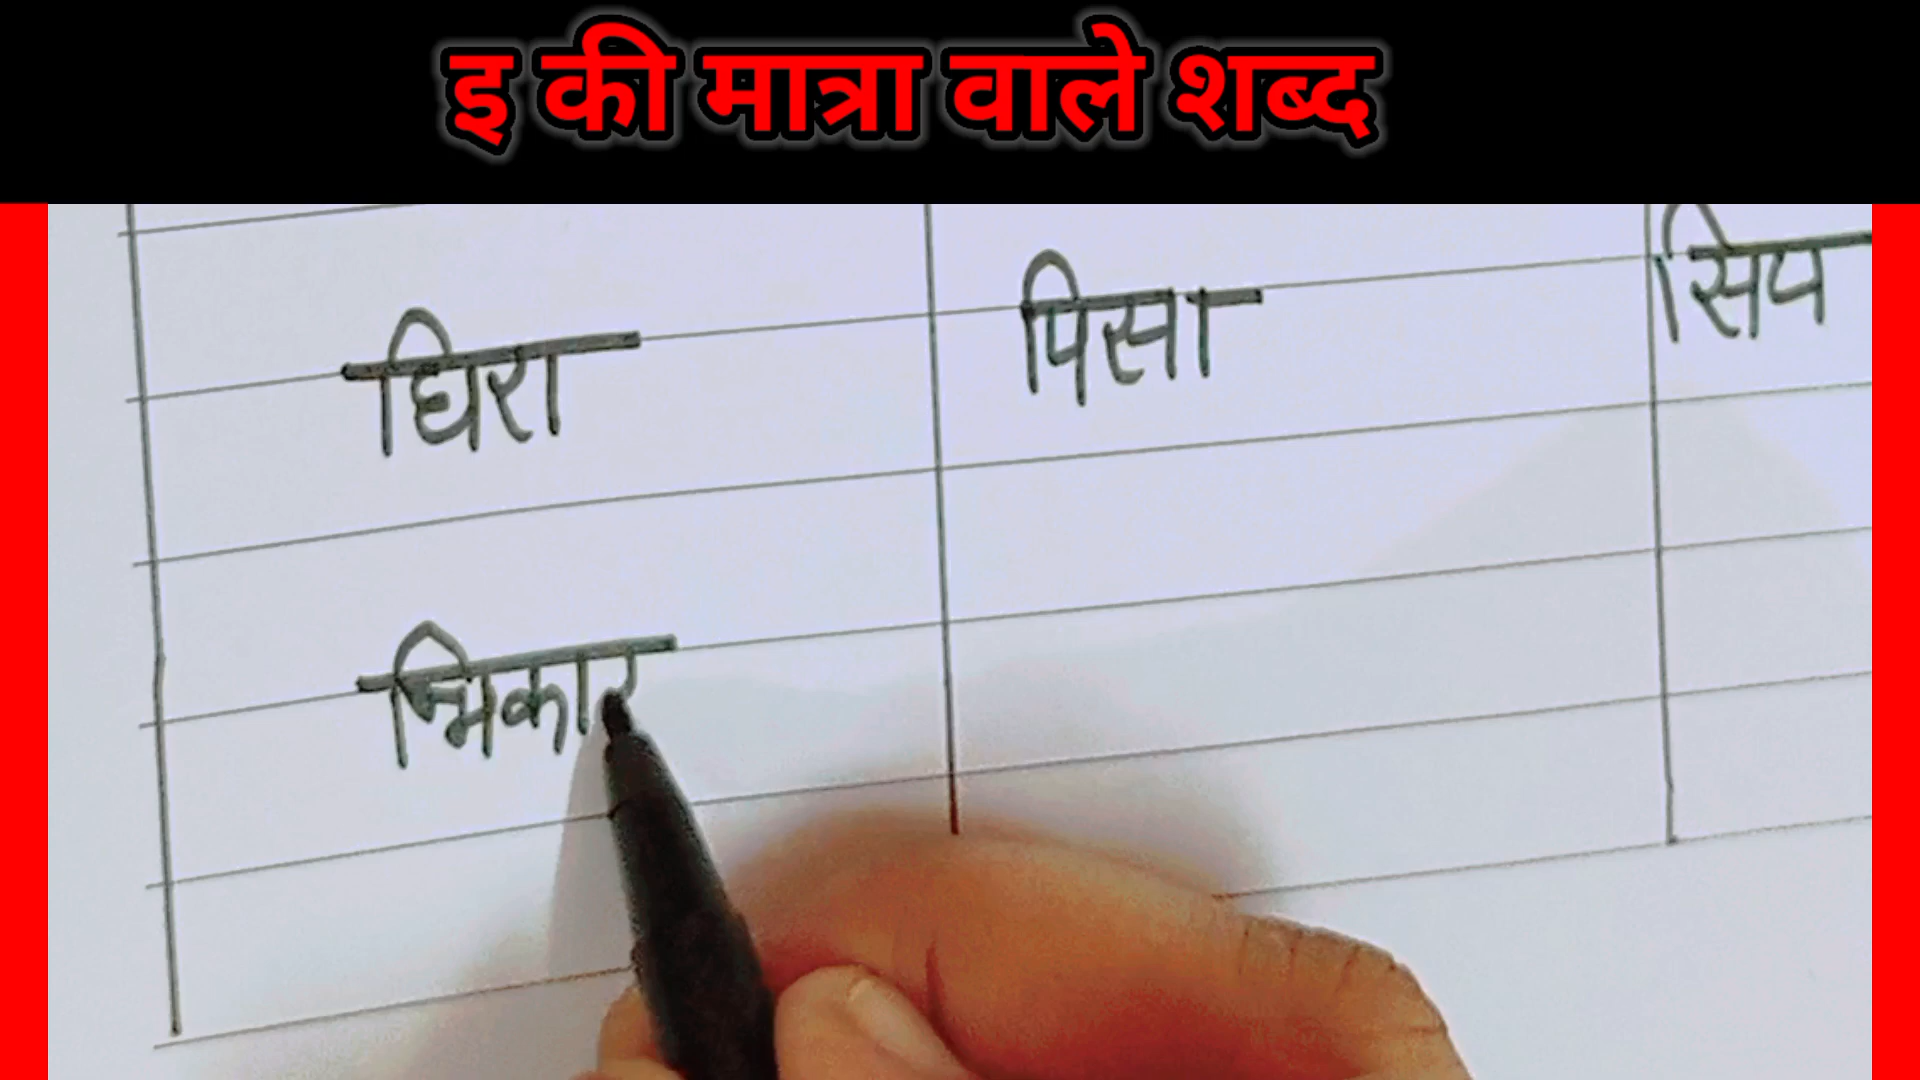 इ की मात्रा वाले शब्द
घिरा पिसा सिप